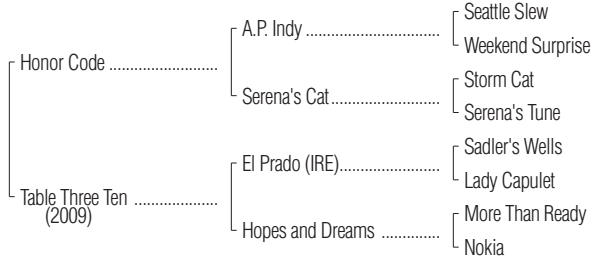 Seattle Slew
A.P. Indy ..........................
Weekend Surprise
Honor Code ..........................
Storm Cat
Serena's Cat..........................
Serena's Tune
Sadler's Wells
El Prado (IRE)........................
Lady Capulet
Table Three Ten ....................
(2009)
More Than Ready
Hopes and Dreams ..............
Nokia